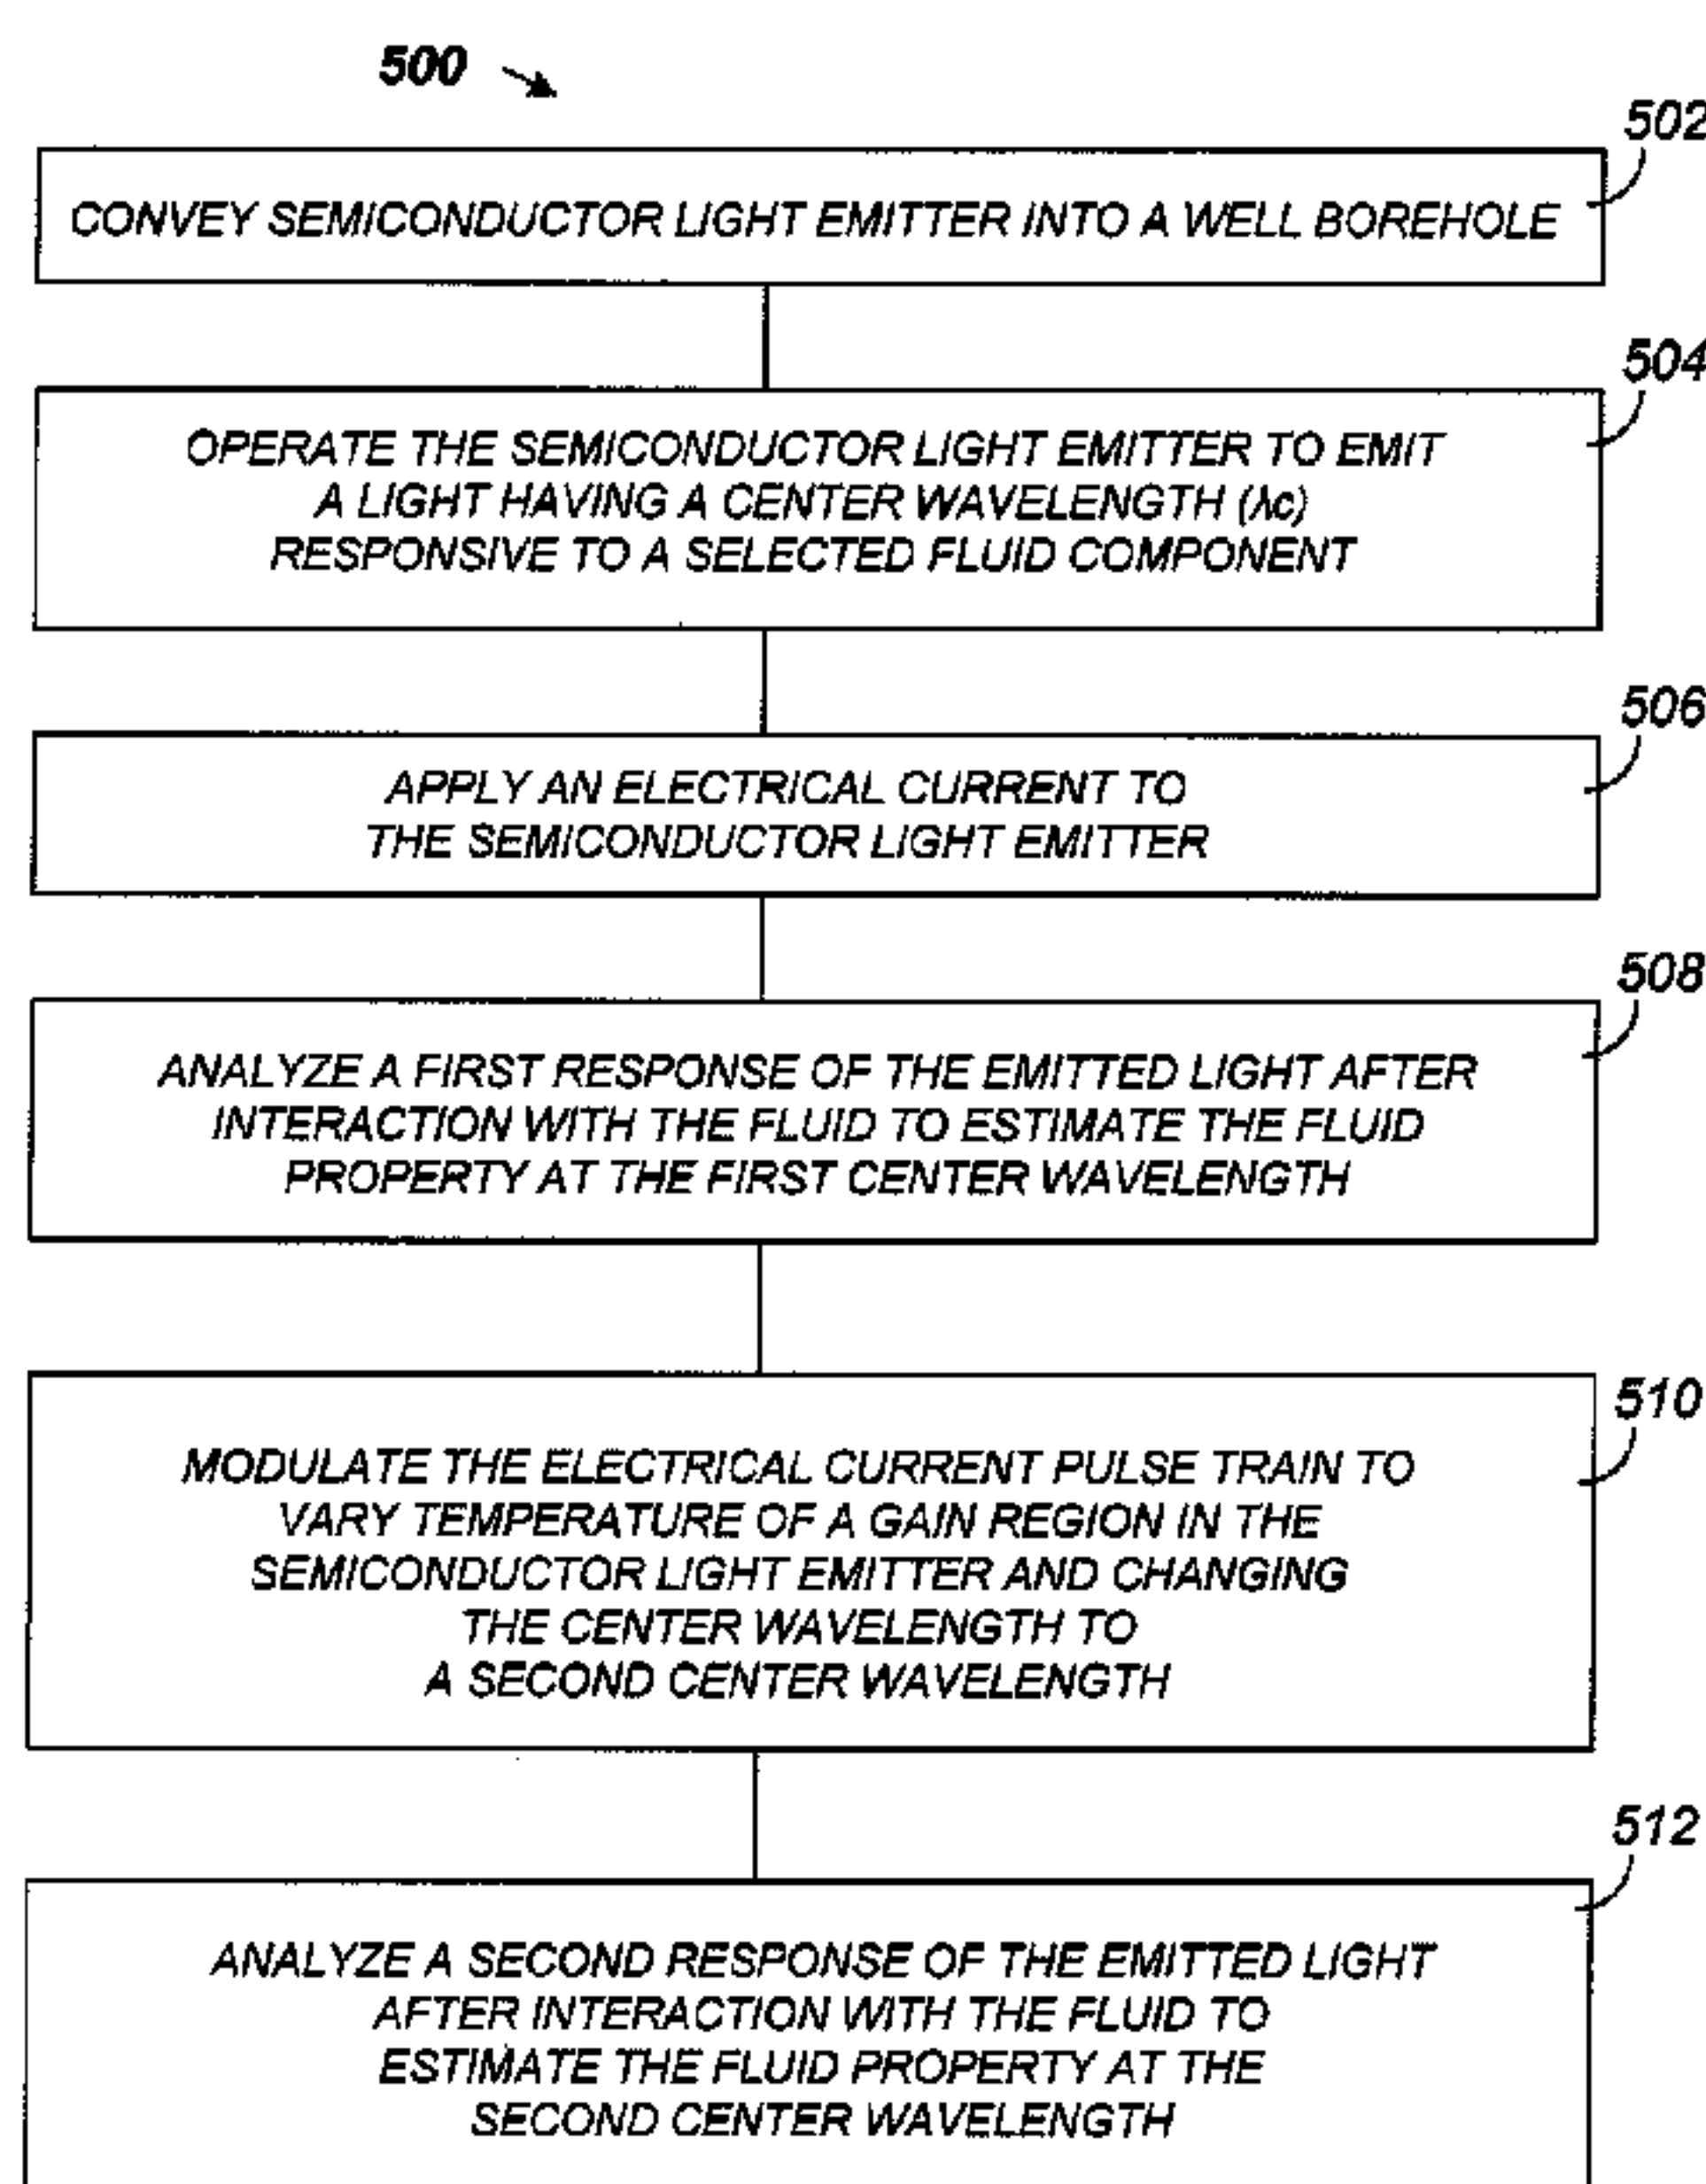 500
502
CONVEY SEMICONDUCTOR LIGHT EMITTER INTO A WELL BOREHOLE
504
OPERATE THE SEMICONDUCTOR LIGHT EMITTER TO EMIT
A LIGHT HAVING A CENTER WAVELENGTH (λc)
RESPONSIVE TO A SELECTED FLUID COMPONENT
506
APPLY AN ELECTRICAL CURRENT TO
THE SEMICONDUCTOR LIGHT EMITTER
508
ANALYZE A FIRST RESPONSE OF THE EMITTED LIGHT AFTER
INTERACTION WITH THE FLUID TO ESTIMATE THE FLUID
PROPERTY AT THE FIRST CENTER WAVELENGTH
510
MODULATE THE ELECTRICAL CURRENT PULSE TRAIN TO
VARY TEMPERATURE OF A GAIN REGION IN THE
SEMICONDUCTOR LIGHT EMITTER AND CHANGING
THE CENTER WAVELENGTH TO
A SECOND CENTER WAVELENGTH
512
ANALYZE A SECOND RESPONSE OF THE EMITTED LIGHT
AFTER INTERACTION WITH THE FLUID TO
ESTIMATE THE FLUID PROPERTY AT THE
SECOND CENTER WAVELENGTH